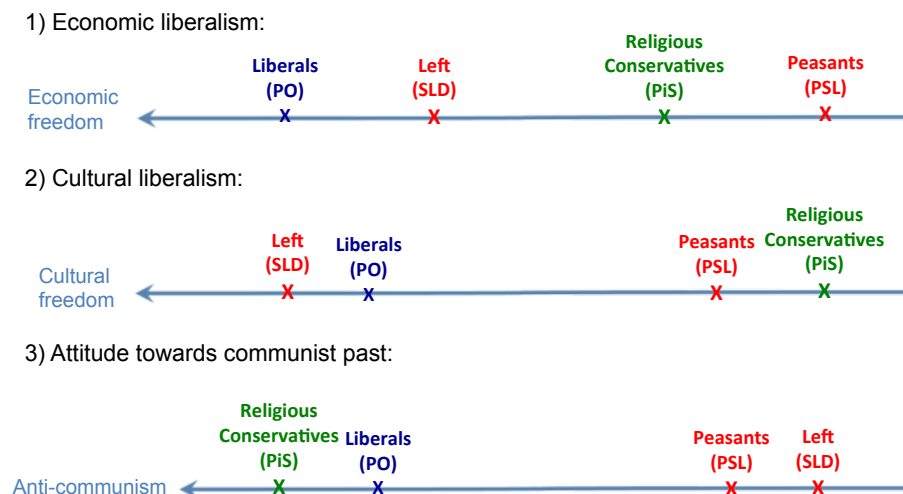 1) Economic liberalism:
Liberals
(PO)
Left
(SLD)
Religious
Conservatives
(PiS)
Peasants
(PSL)
Economic
freedom
X X X X
2) Cultural liberalism:
Left
(SLD)
Liberals
(PO)
Peasants
(PSL)
Religious
Conservatives
(PiS)
Cultural
freedom
X X X X
3) Attitude towards communist past:
Religious
Conservatives
(PiS)
Liberals
(PO)
Peasants
(PSL)
Left
(SLD)
Anti-communism
X X X X